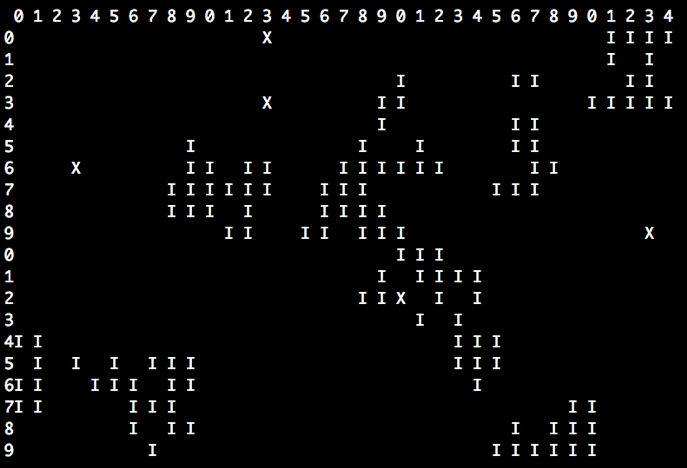 0 1 2 3 4 5 6 7 8 9 0 1 2 3 4 5 6 7 8 9 0 1 2 3 4 5 6 7 8 9 0 1 2 3 4
0 X I I I I
1 I I
2 I I I I I
3 X I I I I I I I
4 I I I
5 I I I I I
6 X I I I I I I I I I I I I
7 I I I I I I I I I I I I
8 I I I I I I I I
9 I I I I I I I X
0 I I I
1 I I I I I
2 I I X I I
3 I I
4I I I I I
5 I I I I I I I I I
6I I I I I I I I
7I I I I I I I
8 I I I I I I I
9 I I I I I I I